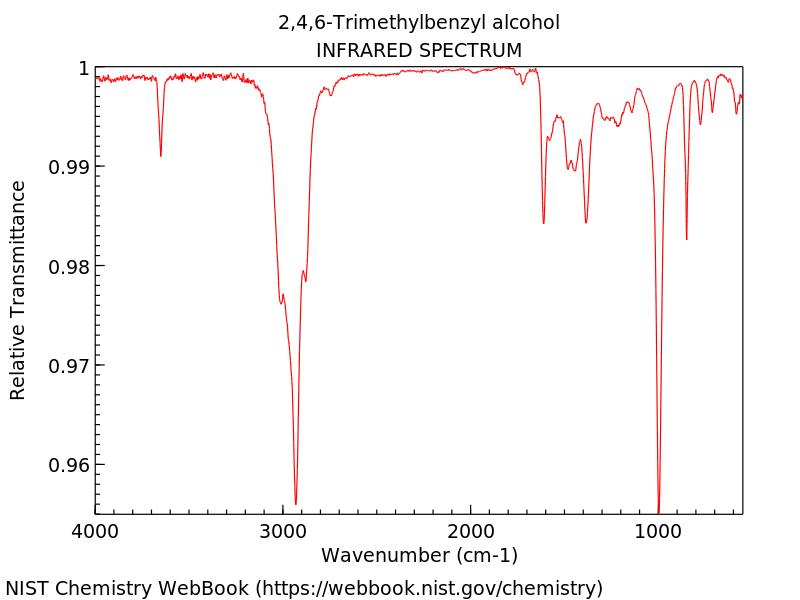 2,4,6-Trimethylbenzyl alcohol
INFRARED SPECTRUM
1
0.99
0.98
0.97
0.96
Relative Transmittance
4000 3000 2000 1000
Wavenumber (cm-1)
NIST Chemistry WebBook (https://webbook.nist.gov/chemistry)